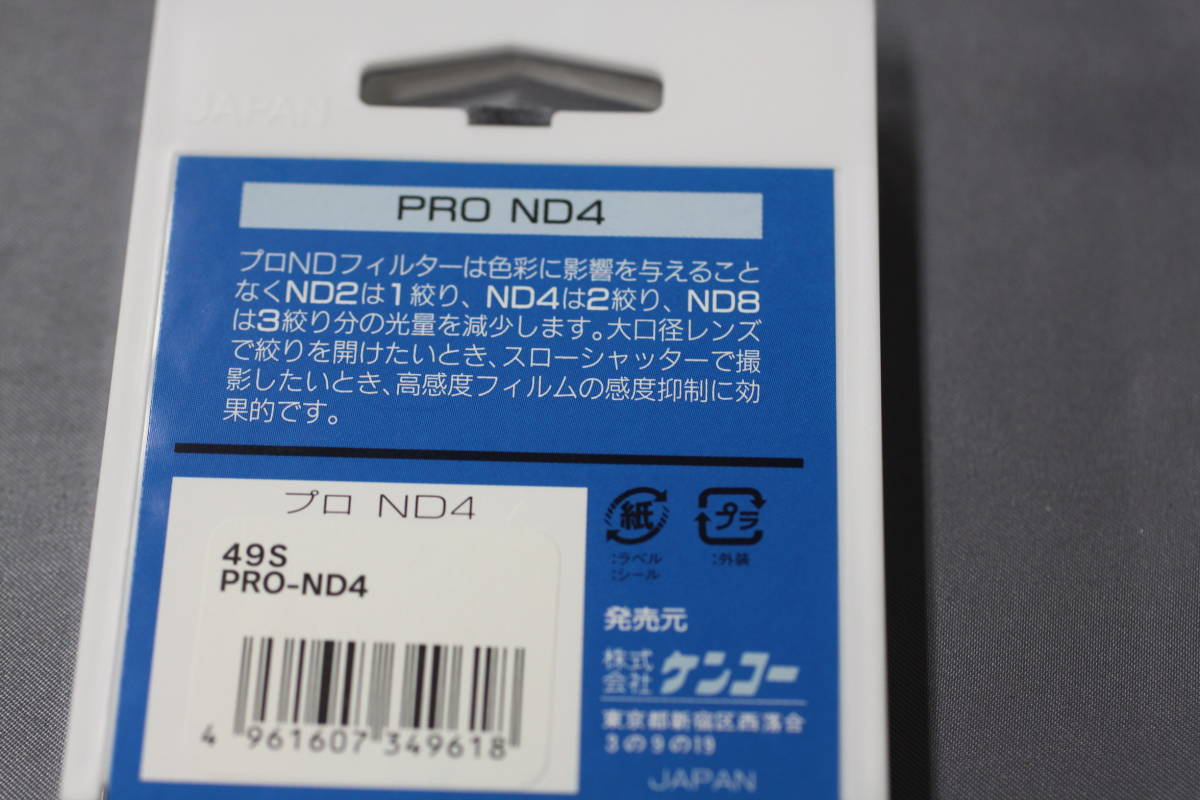 JAPAN
PRO ND4
プロNDフィルターは色彩に影響を与えること
なくND2は1絞り、ND4は2絞り、ND8
は3絞り分の光量を減少します。大口径レンズ
で絞りを開けたいとき、スローシャッターで撮
影したいとき、高感度フィルムの感度抑制に効
果的です。
プロ ND4
49S
PRO-ND4
4 961607 349618
紙
プラ
:ラベル
:シール
:外装
発売元
株式
会社 ケンコー
東京都新宿区西落合
3の9の19
JAPAN